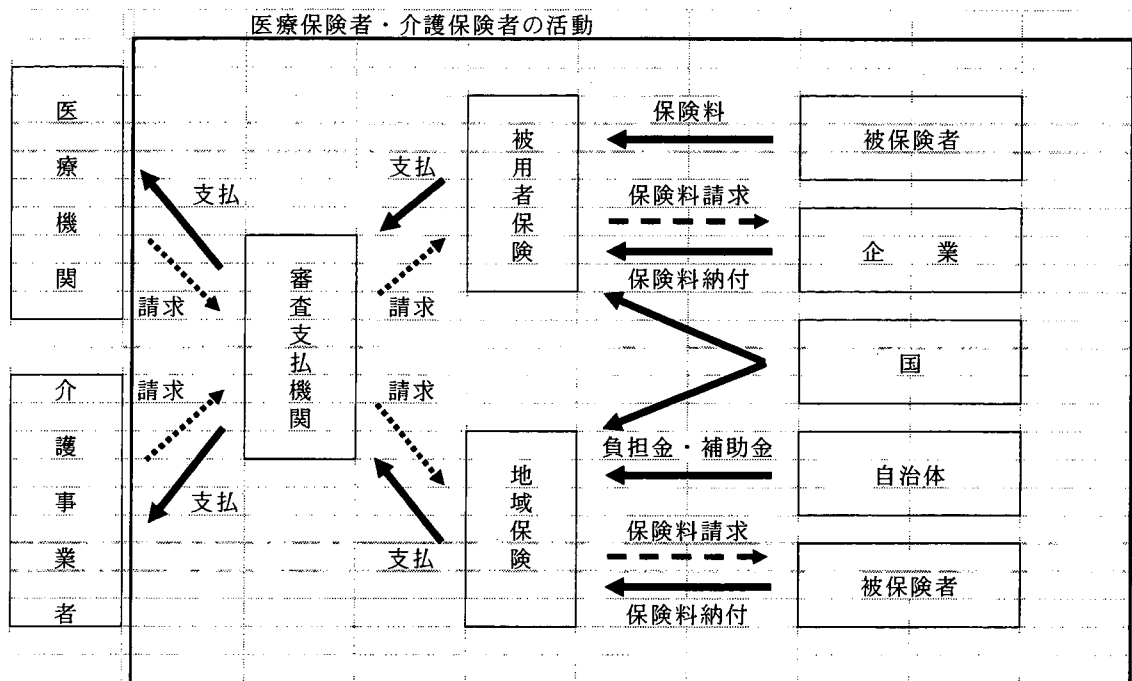 医療保険者・介護保険者の活動
医療機関
介護事業者
支払
請求
請求
支払
審査支払機関
支払
請求
請求
支払
被用者保険
地域保険
保険料
保険料請求
保険料納付
負担金・補助金
保険料請求
保険料納付
被保険者
企業
国
自治体
被保険者